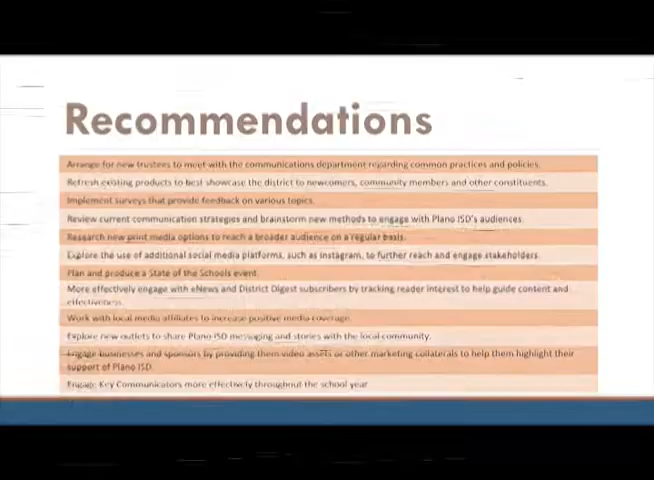 Recommendations
Arrange for new trustees to meet with the communications department regarding common practices and policies.
Refresh existing products to best showcase the district to newcomers, community members and other constituents.
Implement surveys that provide feedback on various topics.
Review current communication strategies and brainstorm new methods to engage with Plano ISD's audiences.
Research new print media options to reach a broader audience on a regular basis.
Explore the use of additional social media platforms, such as Instagram, to further reach and engage stakeholders.
Plan and produce a State of the Schools event.
More effectively engage with eNews and District Digest subscribers by tracking reader interest to help guide content and
effectiveness.
Work with local media affiliates to increase positive media coverage.
Explore new outlets to share Plano ISD messaging and stories with the local community.
Engage businesses and sponsors by providing them video assets or other marketing collaterals to help them highlight their
support of Plano ISD.
Engage Key Communicators more effectively throughout the school year